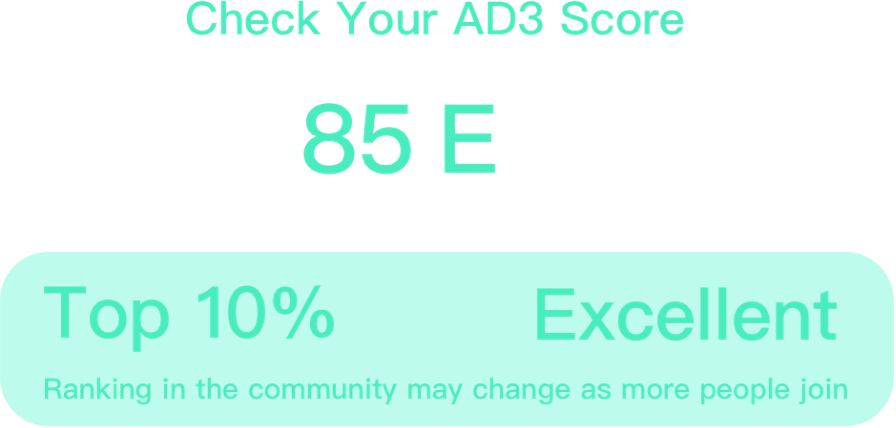 Check Your AD3 Score
85 E
Top 10% Excellent
Ranking in the community may change as more people join